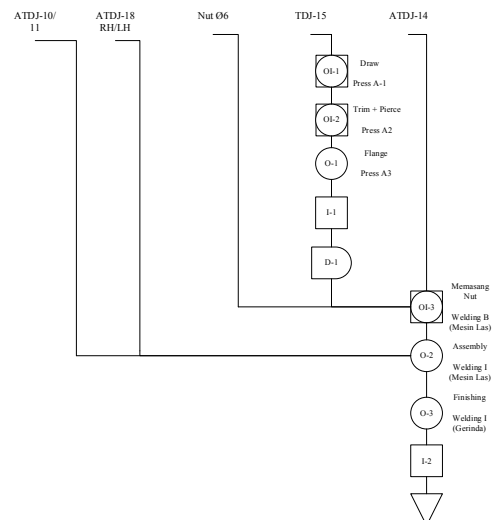 ATDJ-10/
11
ATDJ-18
RH/LH
Nut Ø6
TDJ-15
ATDJ-14
OI-1
Draw
Press A-1
OI-2
Trim + Pierce
Press A2
O-1
Flange
Press A3
I-1
D-1
OI-3
Memasang
Nut
Welding B
(Mesin Las)
O-2
Assembly
Welding I
(Mesin Las)
O-3
Finishing
Welding I
(Gerinda)
I-2